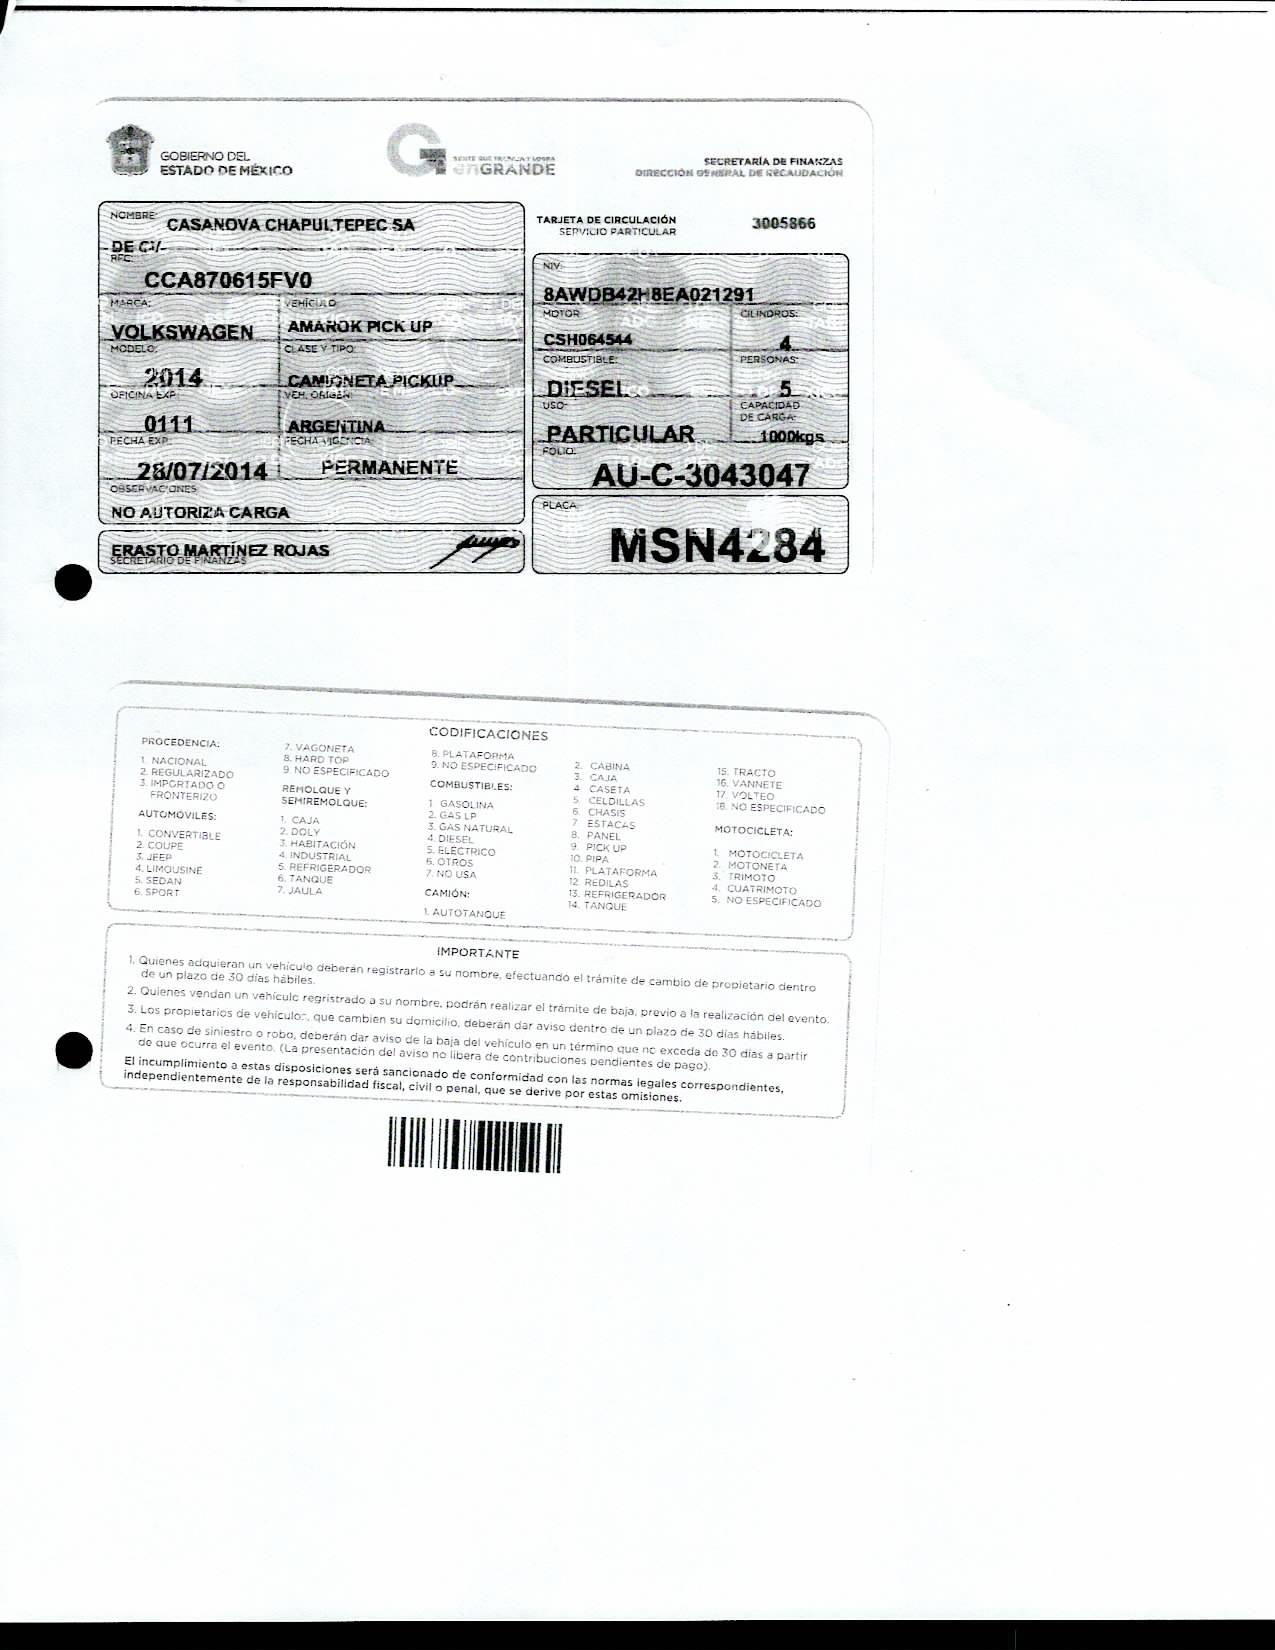 GOBIERNO DEL
ESTADO DE MÉXICO
GENTE QUE TRABAJA Y LOGRA
enGRANDE
SECRETARÍA DE FINANZAS
DIRECCIÓN GENERAL DE RECAUDACIÓN
NOMBRE: CASANOVA CHAPULTEPEC SA
DE CV
RFC:
CCA870615FV0
MARCA: VEHÍCULO
VOLKSWAGEN AMAROK PICK UP
MODELO: CLASE Y TIPO:
2014 CAMIONETA PICKUP
OFICINA EXP: VEH. ORIGEN:
0111 ARGENTINA
FECHA EXP: FECHA VIGENCIA
28/07/2014 PERMANENTE
OBSERVACIONES
NO AUTORIZA CARGA
ERASTO MARTÍNEZ ROJAS
SECRETARIO DE FINANZAS
TARJETA DE CIRCULACIÓN 3005866
SERVICIO PARTICULAR
NIV:
8AWDB42H8EA021291
MOTOR CILINDROS:
CSH064544 4
COMBUSTIBLE: PERSONAS:
DIESEL 5
USO CAPACIDAD
DE CARGA:
PARTICULAR 1000kgs
FOLIO:
AU-C-3043047
PLACA
MSN4284
CODIFICACIONES
PROCEDENCIA:
1. NACIONAL
2. REGULARIZADO
3. IMPORTADO O
FRONTERIZO
AUTOMÓVILES:
1. CONVERTIBLE
2. COUPE
3. JEEP
4. LIMOUSINE
5. SEDAN
6. SPORT
7. VAGONETA
8. HARD TOP
9. NO ESPECIFICADO
REMOLQUE Y
SEMIREMOLQUE:
1. CAJA
2. DOLY
3. HABITACIÓN
4. INDUSTRIAL
5. REFRIGERADOR
6. TANQUE
7. JAULA
8. PLATAFORMA
9. NO ESPECIFICADO
COMBUSTIBLES:
1 GASOLINA
2. GAS LP
3. GAS NATURAL
4. DIESEL
5. ELÉCTRICO
6. OTROS
7. NO USA
CAMIÓN:
1. AUTOTANQUE
2. CABINA
3. CAJA
4. CASETA
5. CELDILLAS
6. CHASIS
7. ESTACAS
8. PANEL
9. PICK UP
10. PIPA
11. PLATAFORMA
12. REDILAS
13. REFRIGERADOR
14. TANQUE
15. TRACTO
16. VANNETE
17. VOLTEO
18. NO ESPECIFICADO
MOTOCICLETA:
1. MOTOCICLETA
2. MOTONETA
3. TRIMOTO
4. CUATRIMOTO
5. NO ESPECIFICADO
IMPORTANTE
1. Quienes adquieran un vehículo deberán registrarlo a su nombre, efectuando el trámite de cambio de propietario dentro
de un plazo de 30 días hábiles.
2. Quienes vendan un vehículo regristrado a su nombre, podrán realizar el trámite de baja, previo a la realización del evento.
3. Los propietarios de vehículos, que cambien su domicilio, deberán dar aviso dentro de un plazo de 30 días hábiles.
4. En caso de siniestro o robo, deberán dar aviso de la baja del vehículo en un término que no exceda de 30 días a partir
de que ocurra el evento. (La presentación del aviso no libera de contribuciones pendientes de pago).
El incumplimiento a estas disposiciones será sancionado de conformidad con las normas legales correspondientes,
independientemente de la responsabilidad fiscal, civil o penal, que se derive por estas omisiones.